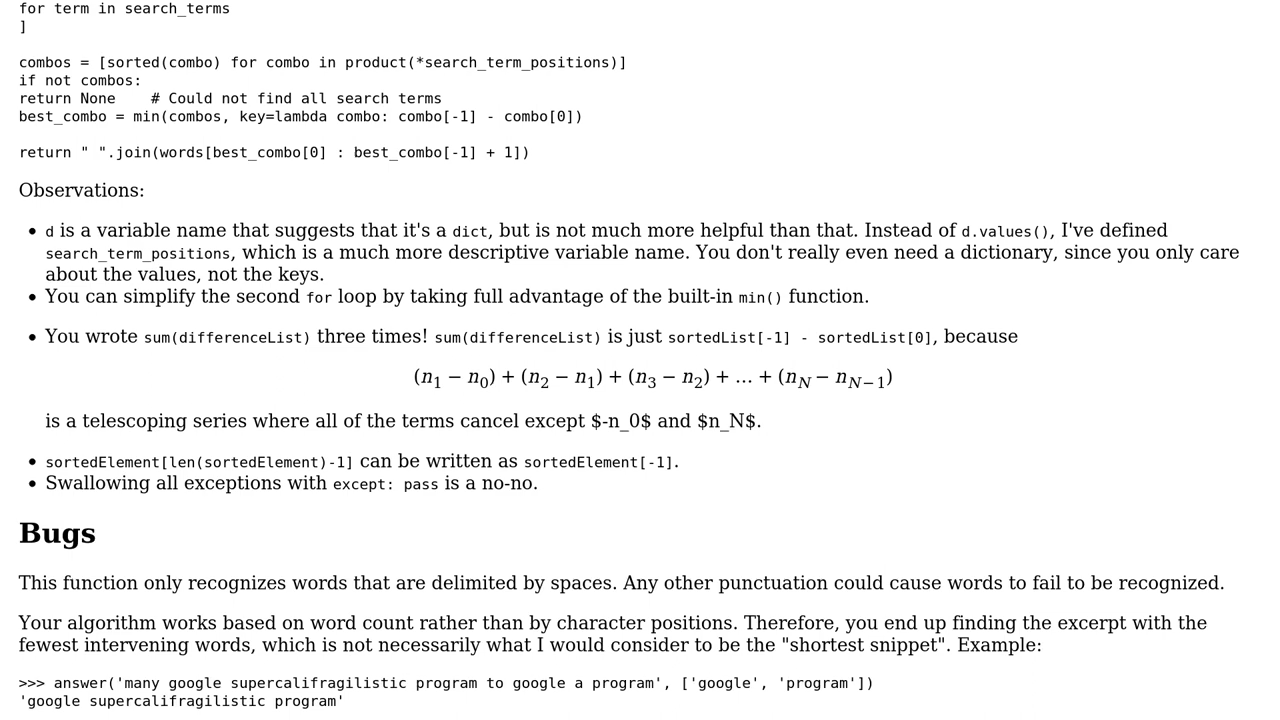 for term in search_terms
]
combos = [sorted(combo) for combo in product(*search_term_positions)]
if not combos:
return None    # Could not find all search terms
best_combo = min(combos, key=lambda combo: combo[-1] - combo[0])
return " ".join(words[best_combo[0] : best_combo[-1] + 1])
Observations:
• d is a variable name that suggests that it's a dict, but is not much more helpful than that. Instead of d.values(), I've defined
search_term_positions, which is a much more descriptive variable name. You don't really even need a dictionary, since you only care
about the values, not the keys.
• You can simplify the second for loop by taking full advantage of the built-in min() function.
• You wrote sum(differenceList) three times! sum(differenceList) is just sortedList[-1] - sortedList[0], because
(n₁ − n₀) + (n₂ − n₁) + (n₃ − n₂) + … + (n_N − n_{N−1})
is a telescoping series where all of the terms cancel except $-n_0$ and $n_N$.
• sortedElement[len(sortedElement)-1] can be written as sortedElement[-1].
• Swallowing all exceptions with except: pass is a no-no.
Bugs
This function only recognizes words that are delimited by spaces. Any other punctuation could cause words to fail to be recognized.
Your algorithm works based on word count rather than by character positions. Therefore, you end up finding the excerpt with the
fewest intervening words, which is not necessarily what I would consider to be the "shortest snippet". Example:
>>> answer('many google supercalifragilistic program to google a program', ['google', 'program'])
'google supercalifragilistic program'